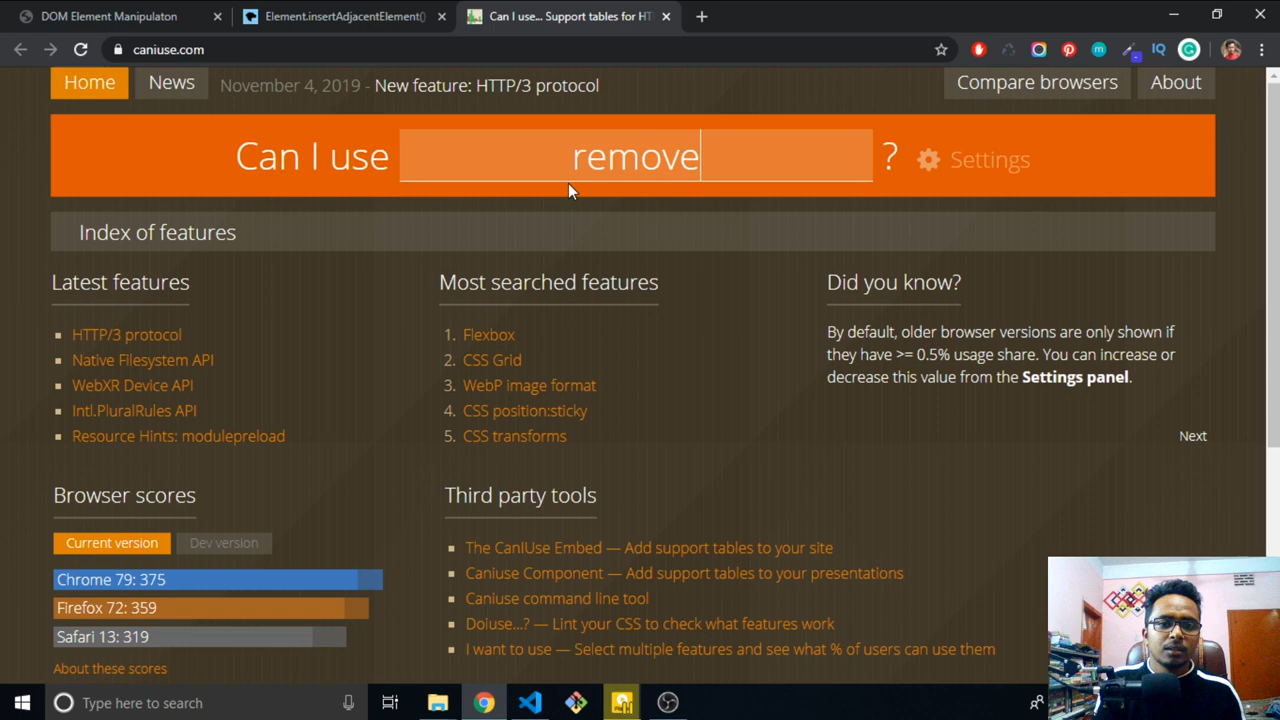 DOM Element Manipulaton
Element.insertAdjacentElement()
Can I use... Support tables for HT
caniuse.com
IQ
Home
News
November 4, 2019 - New feature: HTTP/3 protocol
Compare browsers
About
Can I use remove ?
Settings
Index of features
Latest features
HTTP/3 protocol
Native Filesystem API
WebXR Device API
Intl.PluralRules API
Resource Hints: modulepreload
Most searched features
1. Flexbox
2. CSS Grid
3. WebP image format
4. CSS position:sticky
5. CSS transforms
Did you know?
By default, older browser versions are only shown if
they have >= 0.5% usage share. You can increase or
decrease this value from the Settings panel.
Next
Browser scores
Current version
Dev version
Chrome 79: 375
Firefox 72: 359
Safari 13: 319
About these scores
Third party tools
The CanIUse Embed — Add support tables to your site
Caniuse Component — Add support tables to your presentations
Caniuse command line tool
Doiuse...? — Lint your CSS to check what features work
I want to use — Select multiple features and see what % of users can use them
Type here to search